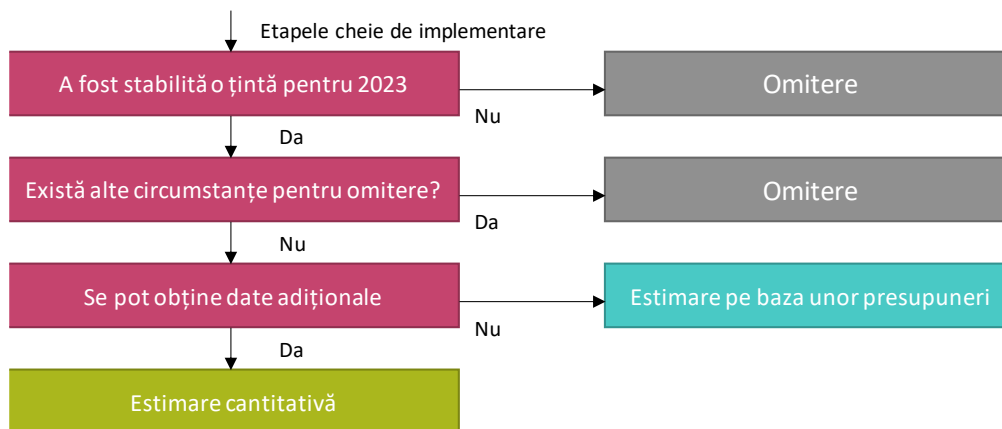 Etapele cheie de implementare
A fost stabilită o țintă pentru 2023
Omitere
Nu
Da
Există alte circumstanțe pentru omitere?
Omitere
Da
Nu
Se pot obține date adiționale
Estimare pe baza unor presupuneri
Nu
Da
Estimare cantitativă